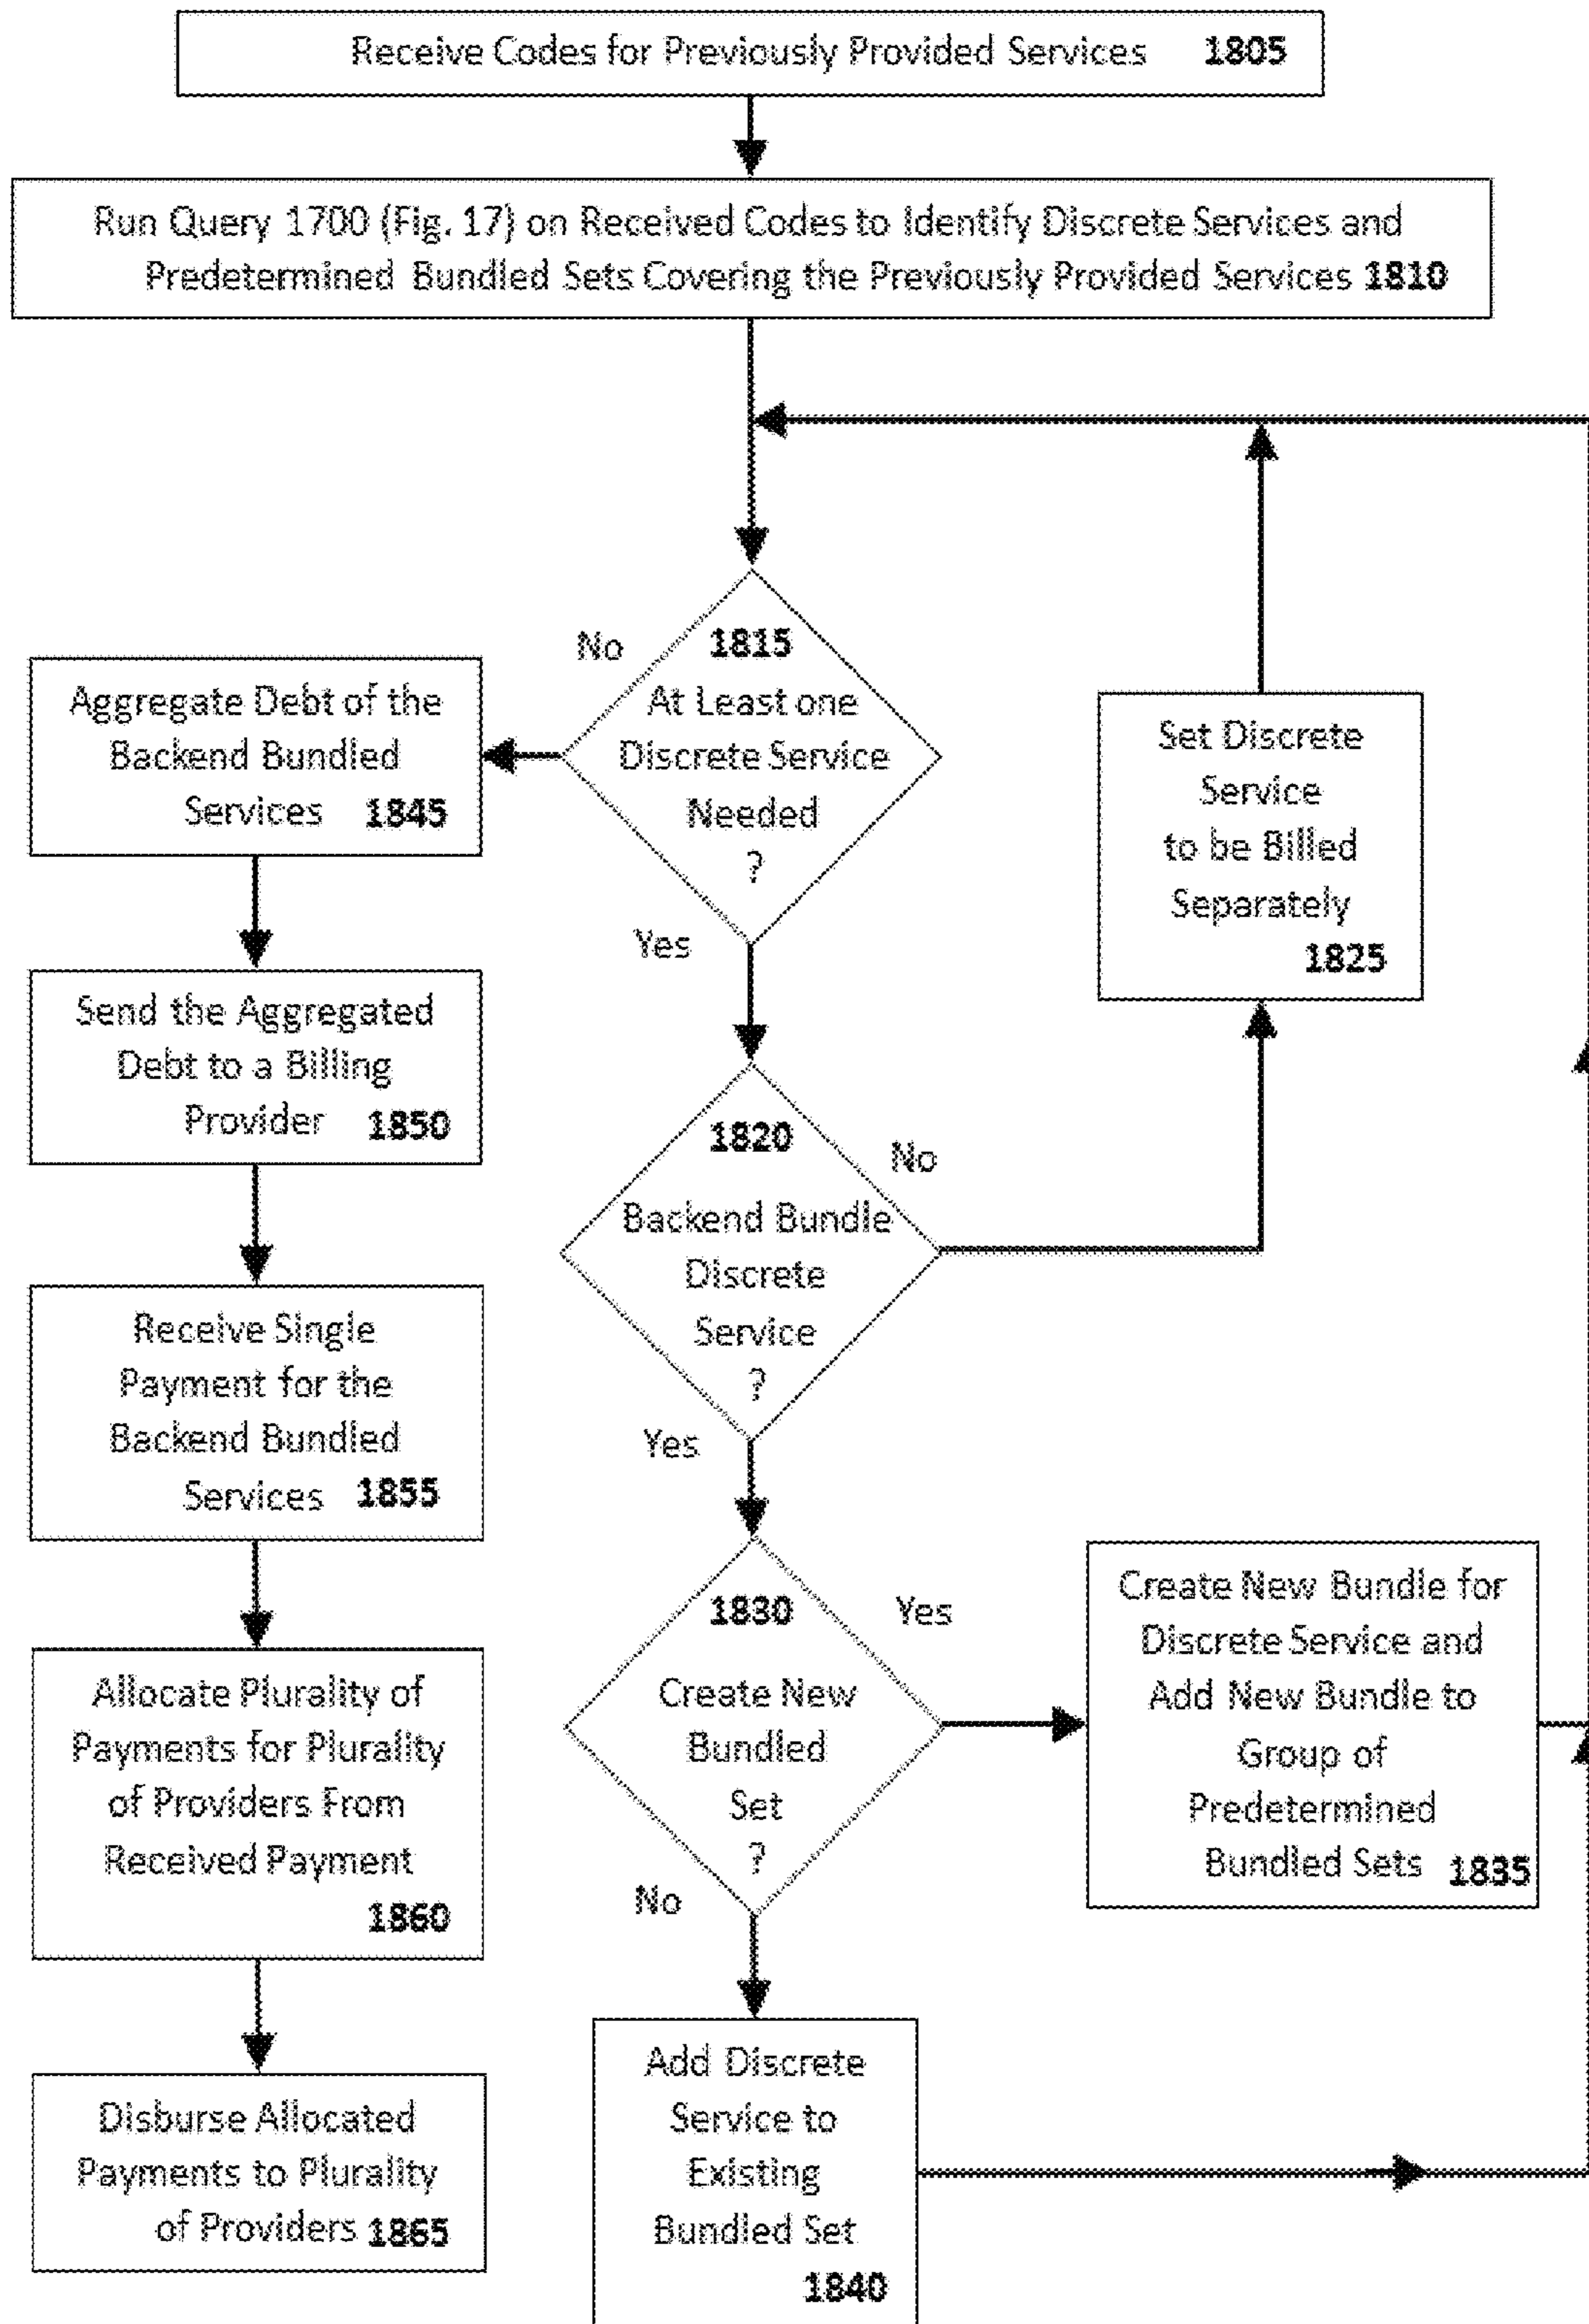 Receive Codes for Previously Provided Services 1805
Run Query 1700 (Fig. 17) on Received Codes to Identify Discrete Services and
Predetermined Bundled Sets Covering the Previously Provided Services 1810
No
1815
At Least one
Discrete Service
Needed
?
Yes
Aggregate Debt of the
Backend Bundled
Services 1845
Set Discrete
Service
to be Billed
Separately
1825
Send the Aggregated
Debt to a Billing
Provider 1850
1820
Backend Bundle
Discrete
Service
?
No
Yes
Receive Single
Payment for the
Backend Bundled
Services 1855
1830
Create New
Bundled
Set
?
Yes
No
Create New Bundle for
Discrete Service and
Add New Bundle to
Group of
Predetermined
Bundled Sets 1835
Allocate Plurality of
Payments for Plurality
of Providers From
Received Payment
1860
Add Discrete
Service to
Existing
Bundled Set
1840
Disburse Allocated
Payments to Plurality
of Providers 1865